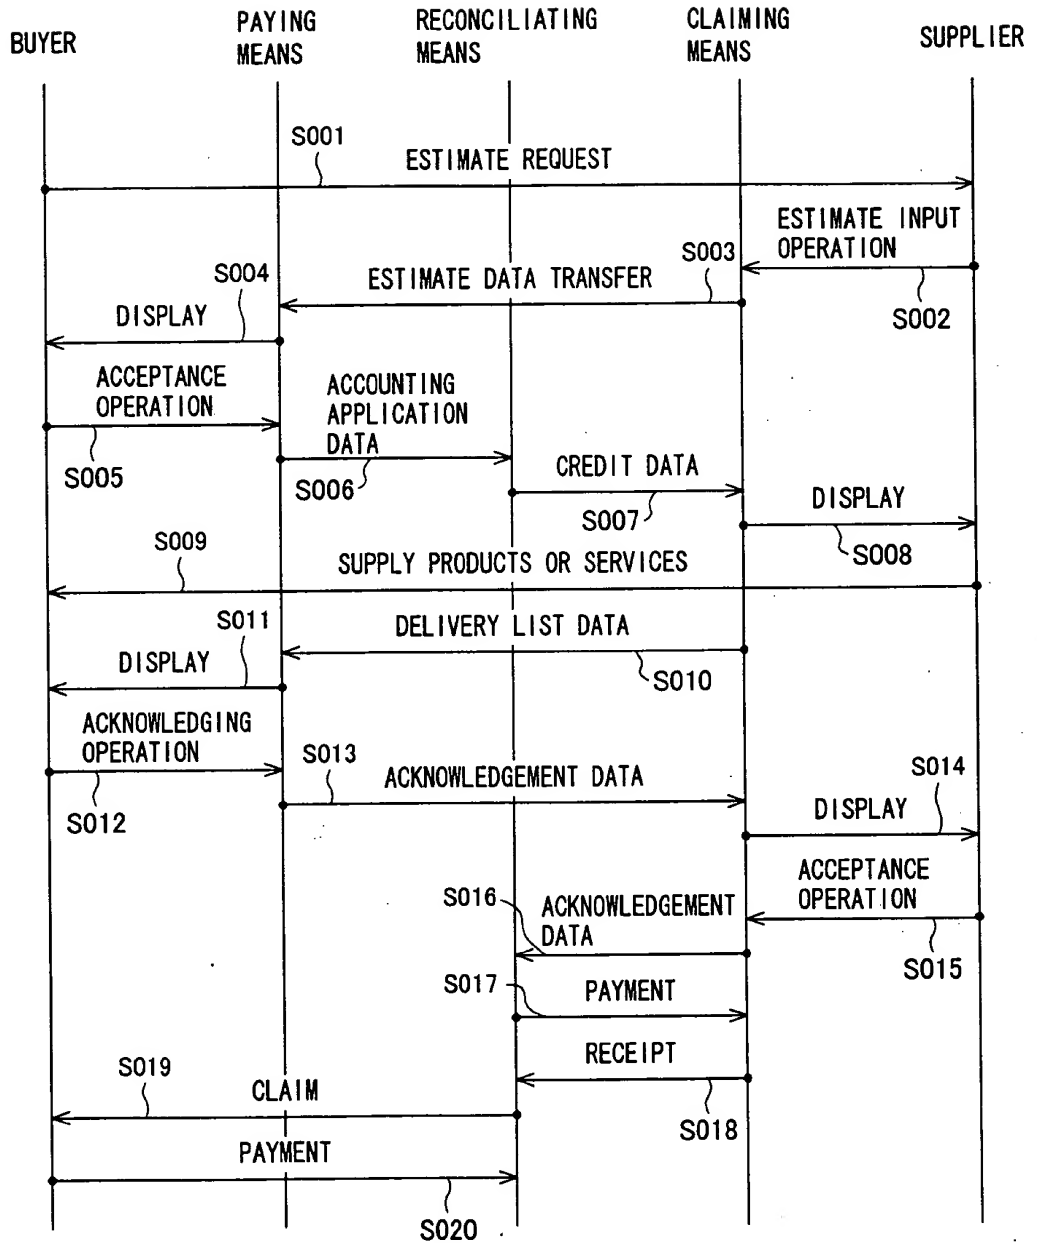 BUYER
PAYING
MEANS
RECONCILIATING
MEANS
CLAIMING
MEANS
SUPPLIER
S001
ESTIMATE REQUEST
ESTIMATE INPUT
OPERATION
S002
S003
ESTIMATE DATA TRANSFER
S004
DISPLAY
ACCEPTANCE
OPERATION
S005
ACCOUNTING
APPLICATION
DATA
S006
CREDIT DATA
S007
DISPLAY
S008
S009
SUPPLY PRODUCTS OR SERVICES
DELIVERY LIST DATA
S010
S011
DISPLAY
ACKNOWLEDGING
OPERATION
S012
S013
ACKNOWLEDGEMENT DATA
S014
DISPLAY
ACCEPTANCE
OPERATION
S015
S016
ACKNOWLEDGEMENT
DATA
S017
PAYMENT
RECEIPT
S018
S019
CLAIM
PAYMENT
S020